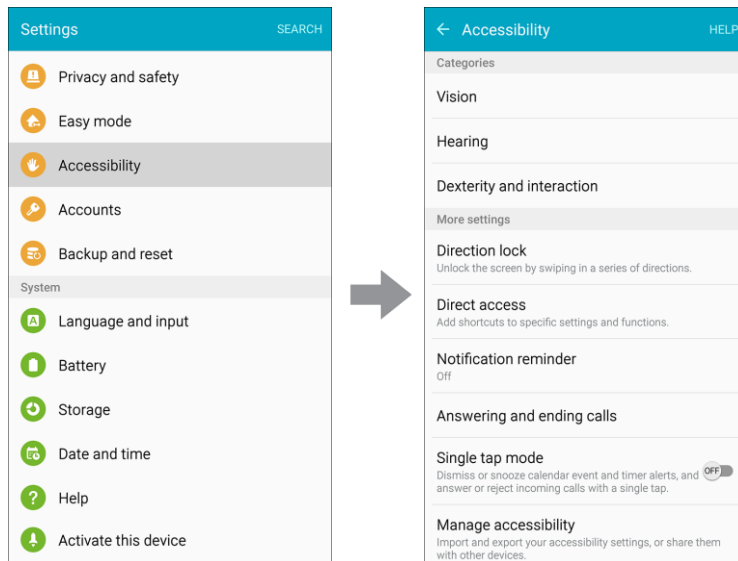 Settings
SEARCH
Privacy and safety
Easy mode
Accessibility
Accounts
Backup and reset
System
A
Language and input
Battery
Storage
Date and time
?
Help
Activate this device
Accessibility
HELP
Categories
Vision
Hearing
Dexterity and interaction
More settings
Direction lock
Unlock the screen by swiping in a series of directions.
Direct access
Add shortcuts to specific settings and functions.
Notification reminder
Off
Answering and ending calls
Single tap mode
Dismiss or snooze calendar event and timer alerts, and
answer or reject incoming calls with a single tap.
OFF
Manage accessibility
Import and export your accessibility settings, or share them
with other devices.